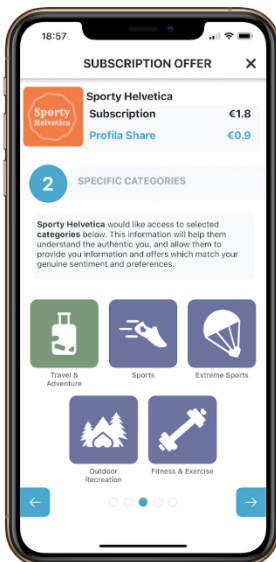 18:57
SUBSCRIPTION OFFER
Sporty
Helvetica
Sporty Helvetica
Subscription €1.8
Profila Share €0.9
2 SPECIFIC CATEGORIES
Sporty Helvetica would like access to selected
categories below. This information will help them
understand the authentic you, and allow them to
provide you information and offers which match your
genuine sentiment and preferences.
Travel &
Adventure
Sports
Extreme Sports
Outdoor
Recreation
Fitness & Exercise